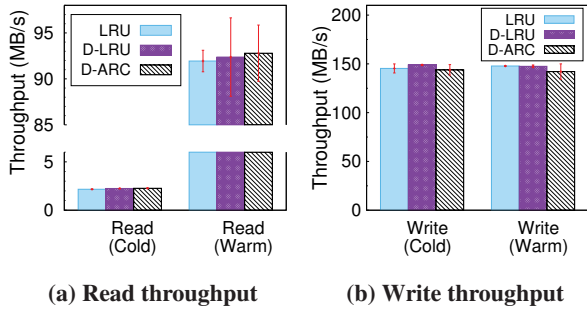 LRU
D-LRU
D-ARC
Throughput (MB/s)
95
90
85
5
0
Read
(Cold)
Read
(Warm)
(a) Read throughput
LRU
D-LRU
D-ARC
Throughput (MB/s)
200
150
100
50
0
Write
(Cold)
Write
(Warm)
(b) Write throughput